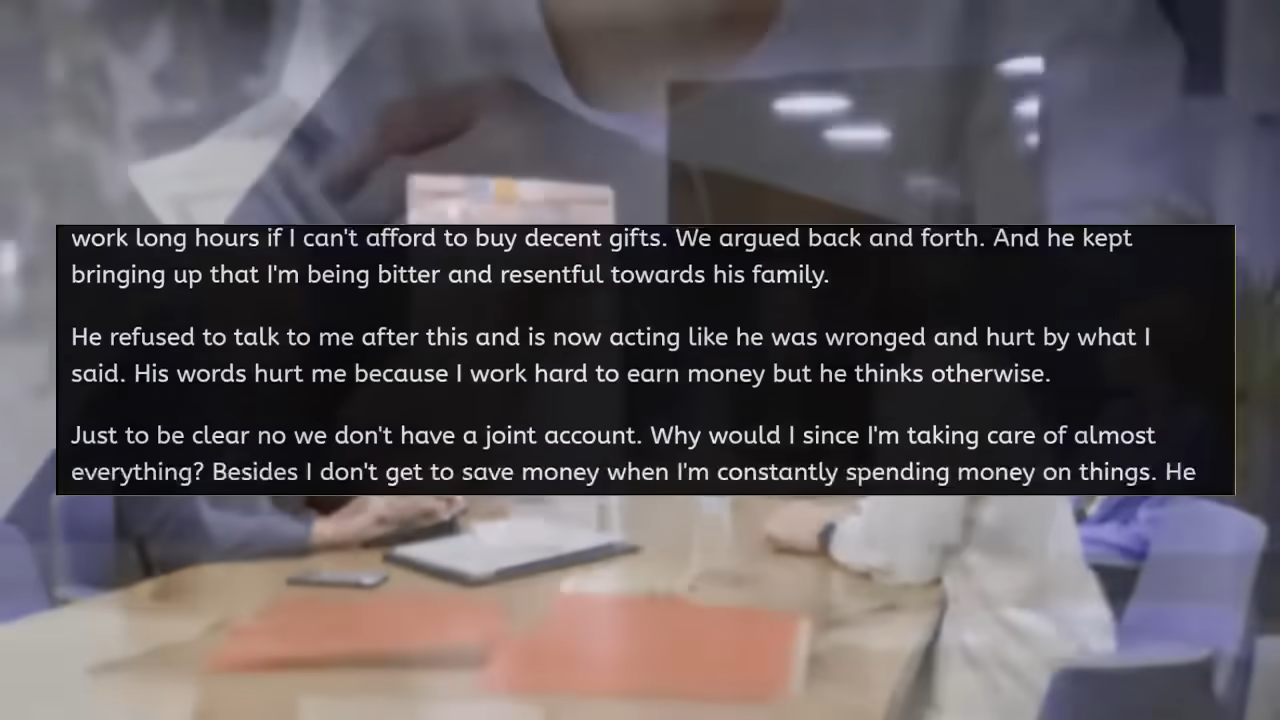 work long hours if I can't afford to buy decent gifts. We argued back and forth. And he kept
bringing up that I'm being bitter and resentful towards his family.
He refused to talk to me after this and is now acting like he was wronged and hurt by what I
said. His words hurt me because I work hard to earn money but he thinks otherwise.
Just to be clear no we don't have a joint account. Why would I since I'm taking care of almost
everything? Besides I don't get to save money when I'm constantly spending money on things. He